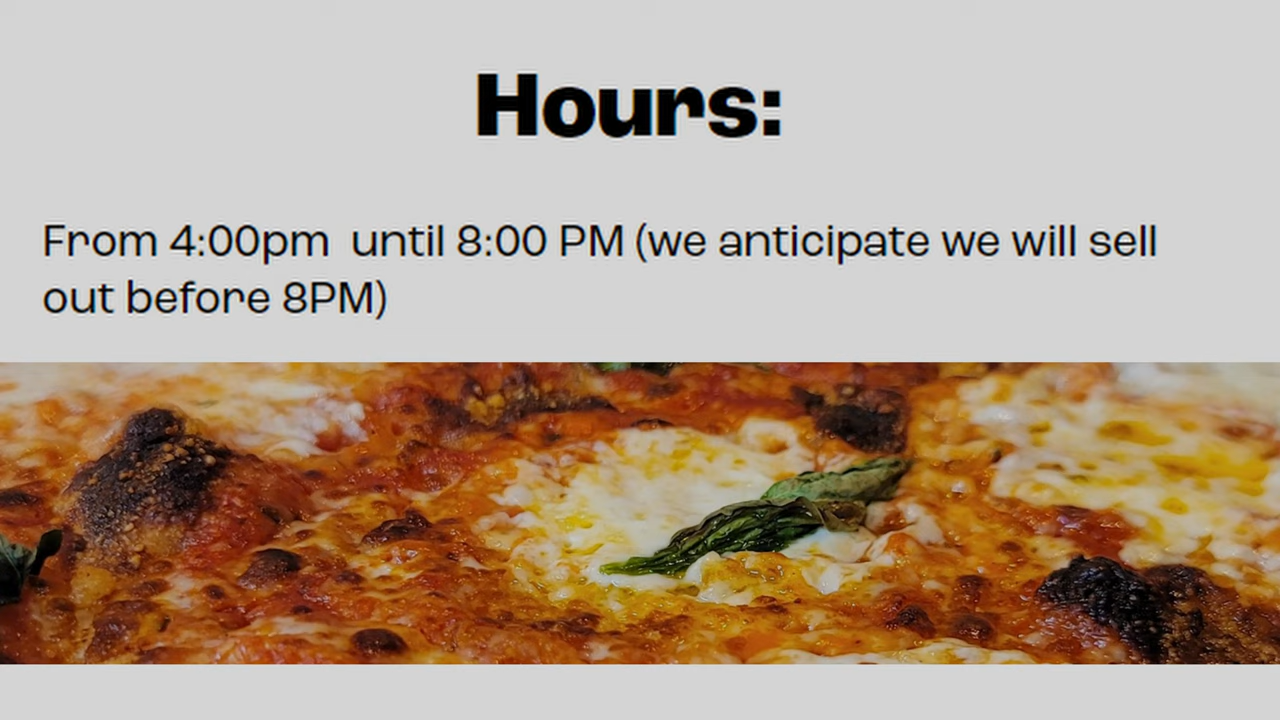 Hours:
From 4:00pm  until 8:00 PM (we anticipate we will sell
out before 8PM)